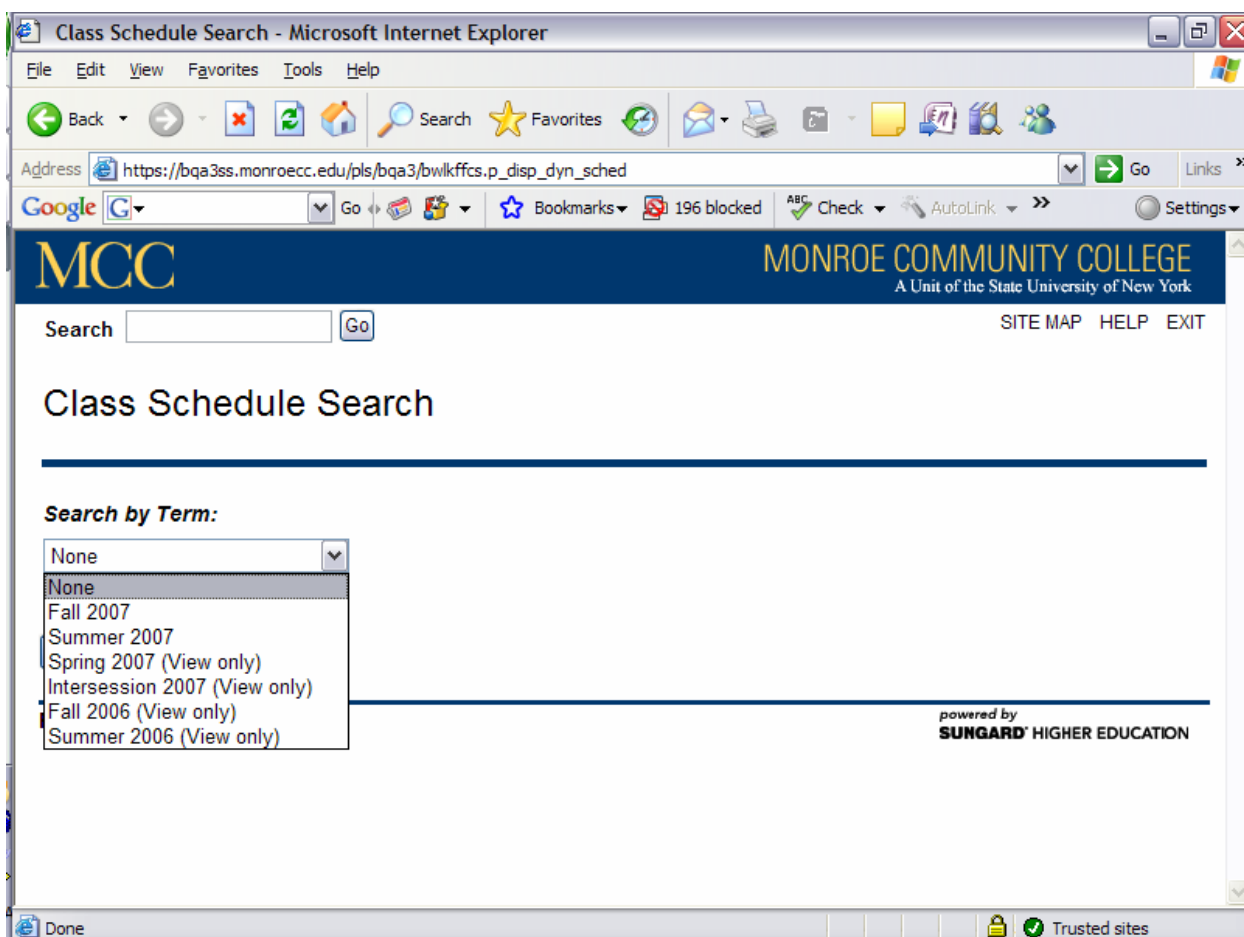 Class Schedule Search - Microsoft Internet Explorer
File Edit View Favorites Tools Help
Back Search Favorites
Address https://bqa3ss.monroecc.edu/pls/bqa3/bwlkffcs.p_disp_dyn_sched Go Links »
Google G Go Bookmarks 196 blocked ABC Check AutoLink » Settings
MCC MONROE COMMUNITY COLLEGE
A Unit of the State University of New York
Search Go SITE MAP HELP EXIT
Class Schedule Search
Search by Term:
None
None
Fall 2007
Summer 2007
Spring 2007 (View only)
Intersession 2007 (View only)
Fall 2006 (View only)
Summer 2006 (View only)
powered by
SUNGARD' HIGHER EDUCATION
Done Trusted sites